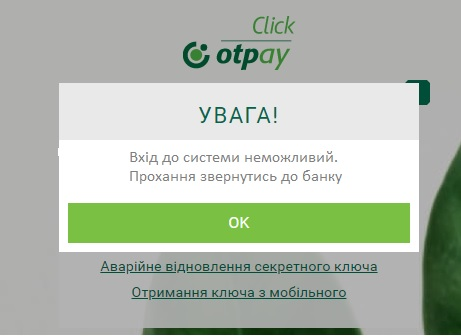 Click
otpay
УВАГА!
Вхід до системи неможливий.
Прохання звернутись до банку
OK
Аварійне відновлення секретного ключа
Отримання ключа з мобільного